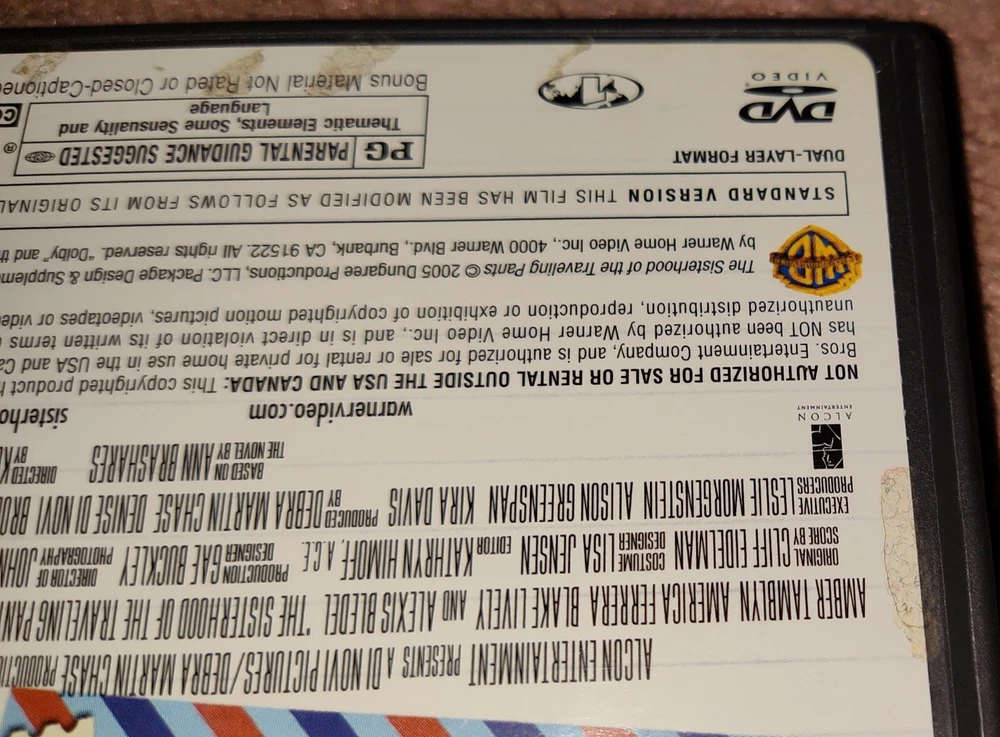 ALCON ENTERTAINMENT PRESENTS A DI NOVI PICTURES/DEBRA MARTIN CHASE
AMBER TAMBLYN AMERICA FERRERA BLAKE LIVELY AND ALEXIS BLEDEL "THE SISTERHOOD OF THE TRAVELING
ORIGINAL SCORE BY CLIFF EIDELMAN COSTUME DESIGNER LISA JENSEN EDITOR KATHRYN HIMOFF, A.C.E. PRODUCTION DESIGNER GAE BUCKLEY DIRECTOR OF PHOTOGRAPHY
EXECUTIVE PRODUCERS LESLIE MORGENSTEIN ALISON GREENSPAN KIRA DAVIS PRODUCED BY DEBRA MARTIN CHASE DENISE DI NOVI
BASED ON THE NOVEL BY ANN BRASHARES DIRECTED BY
ALCON
ENTERTAINMENT
warnervideo.com
NOT AUTHORIZED FOR SALE OR RENTAL OUTSIDE THE USA AND CANADA: This copyrighted product
Bros. Entertainment Company, and is authorized for sale or rental for private home use in the USA and
has NOT been authorized by Warner Home Video Inc., and is in direct violation of its written terms
unauthorized distribution, reproduction or exhibition of copyrighted motion pictures, videotapes or
The Sisterhood of the Travelling Pants © 2005 Dungaree Productions, LLC. Package Design &
by Warner Home Video Inc., 4000 Warner Blvd., Burbank, CA 91522. All rights reserved. "Dolby" and
STANDARD VERSION THIS FILM HAS BEEN MODIFIED AS FOLLOWS FROM ITS ORIGINAL
DUAL-LAYER FORMAT
DVD
VIDEO
1
PG PARENTAL GUIDANCE SUGGESTED ®
Thematic Elements, Some Sensuality and
Language
Bonus Material Not Rated or